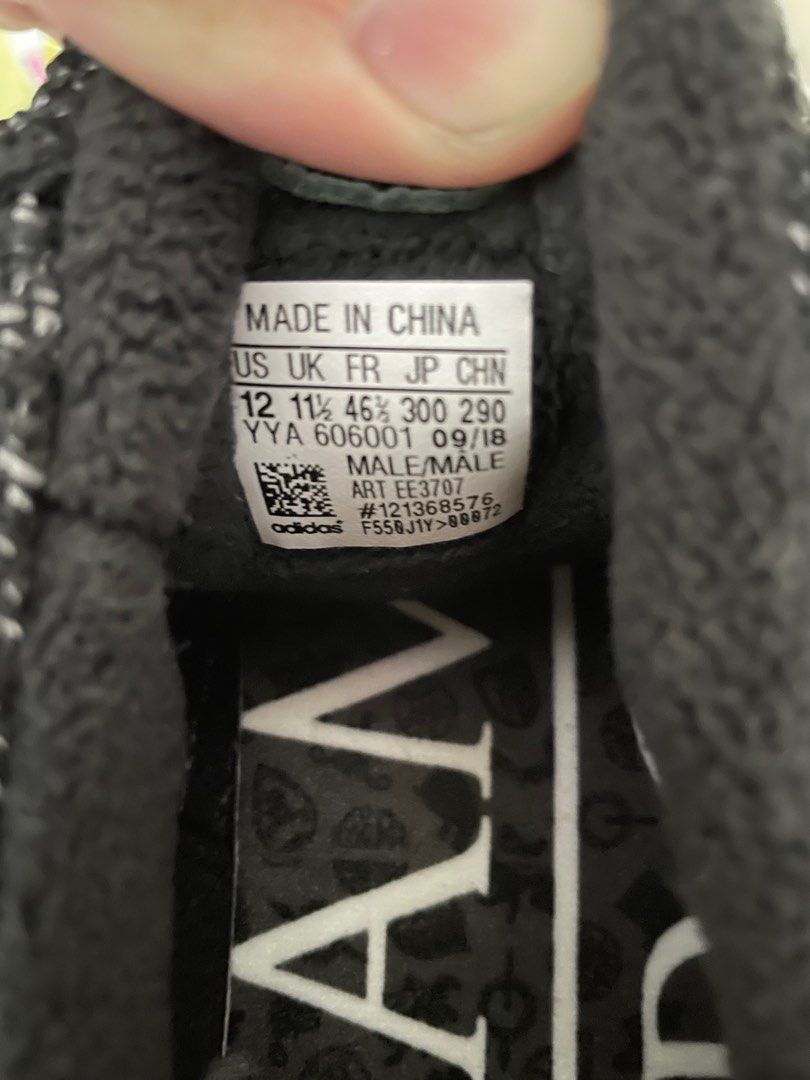 MADE IN CHINA
US UK FR JP CHN
12 11½ 46⅔ 300 290
YYA 606001 09/18
MALE/MÂLE
ART EE3707
#121368576
adidas
F550J1Y>00072